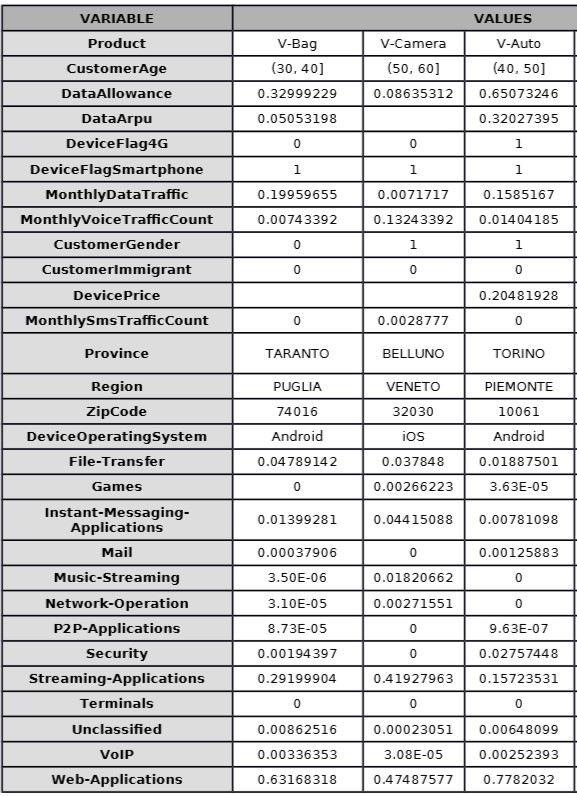 VARIABLE VALUES
Product V-Bag V-Camera V-Auto
CustomerAge (30, 40] (50, 60] (40, 50]
DataAllowance 0.32999229 0.08635312 0.65073246
DataArpu 0.05053198 0.32027395
DeviceFlag4G 0 0 1
DeviceFlagSmartphone 1 1 1
MonthlyDataTraffic 0.19959655 0.0071717 0.1585167
MonthlyVoiceTrafficCount 0.00743392 0.13243392 0.01404185
CustomerGender 0 1 1
CustomerImmigrant 0 0 0
DevicePrice 0.20481928
MonthlySmsTrafficCount 0 0.0028777 0
Province TARANTO BELLUNO TORINO
Region PUGLIA VENETO PIEMONTE
ZipCode 74016 32030 10061
DeviceOperatingSystem Android iOS Android
File-Transfer 0.04789142 0.037848 0.01887501
Games 0 0.00266223 3.63E-05
Instant-Messaging-
Applications 0.01399281 0.04415088 0.00781098
Mail 0.00037906 0 0.00125883
Music-Streaming 3.50E-06 0.01820662 0
Network-Operation 3.10E-05 0.00271551 0
P2P-Applications 8.73E-05 0 9.63E-07
Security 0.00194397 0 0.02757448
Streaming-Applications 0.29199904 0.41927963 0.15723531
Terminals 0 0 0
Unclassified 0.00862516 0.00023051 0.00648099
VoIP 0.00336353 3.08E-05 0.00252393
Web-Applications 0.63168318 0.47487577 0.7782032